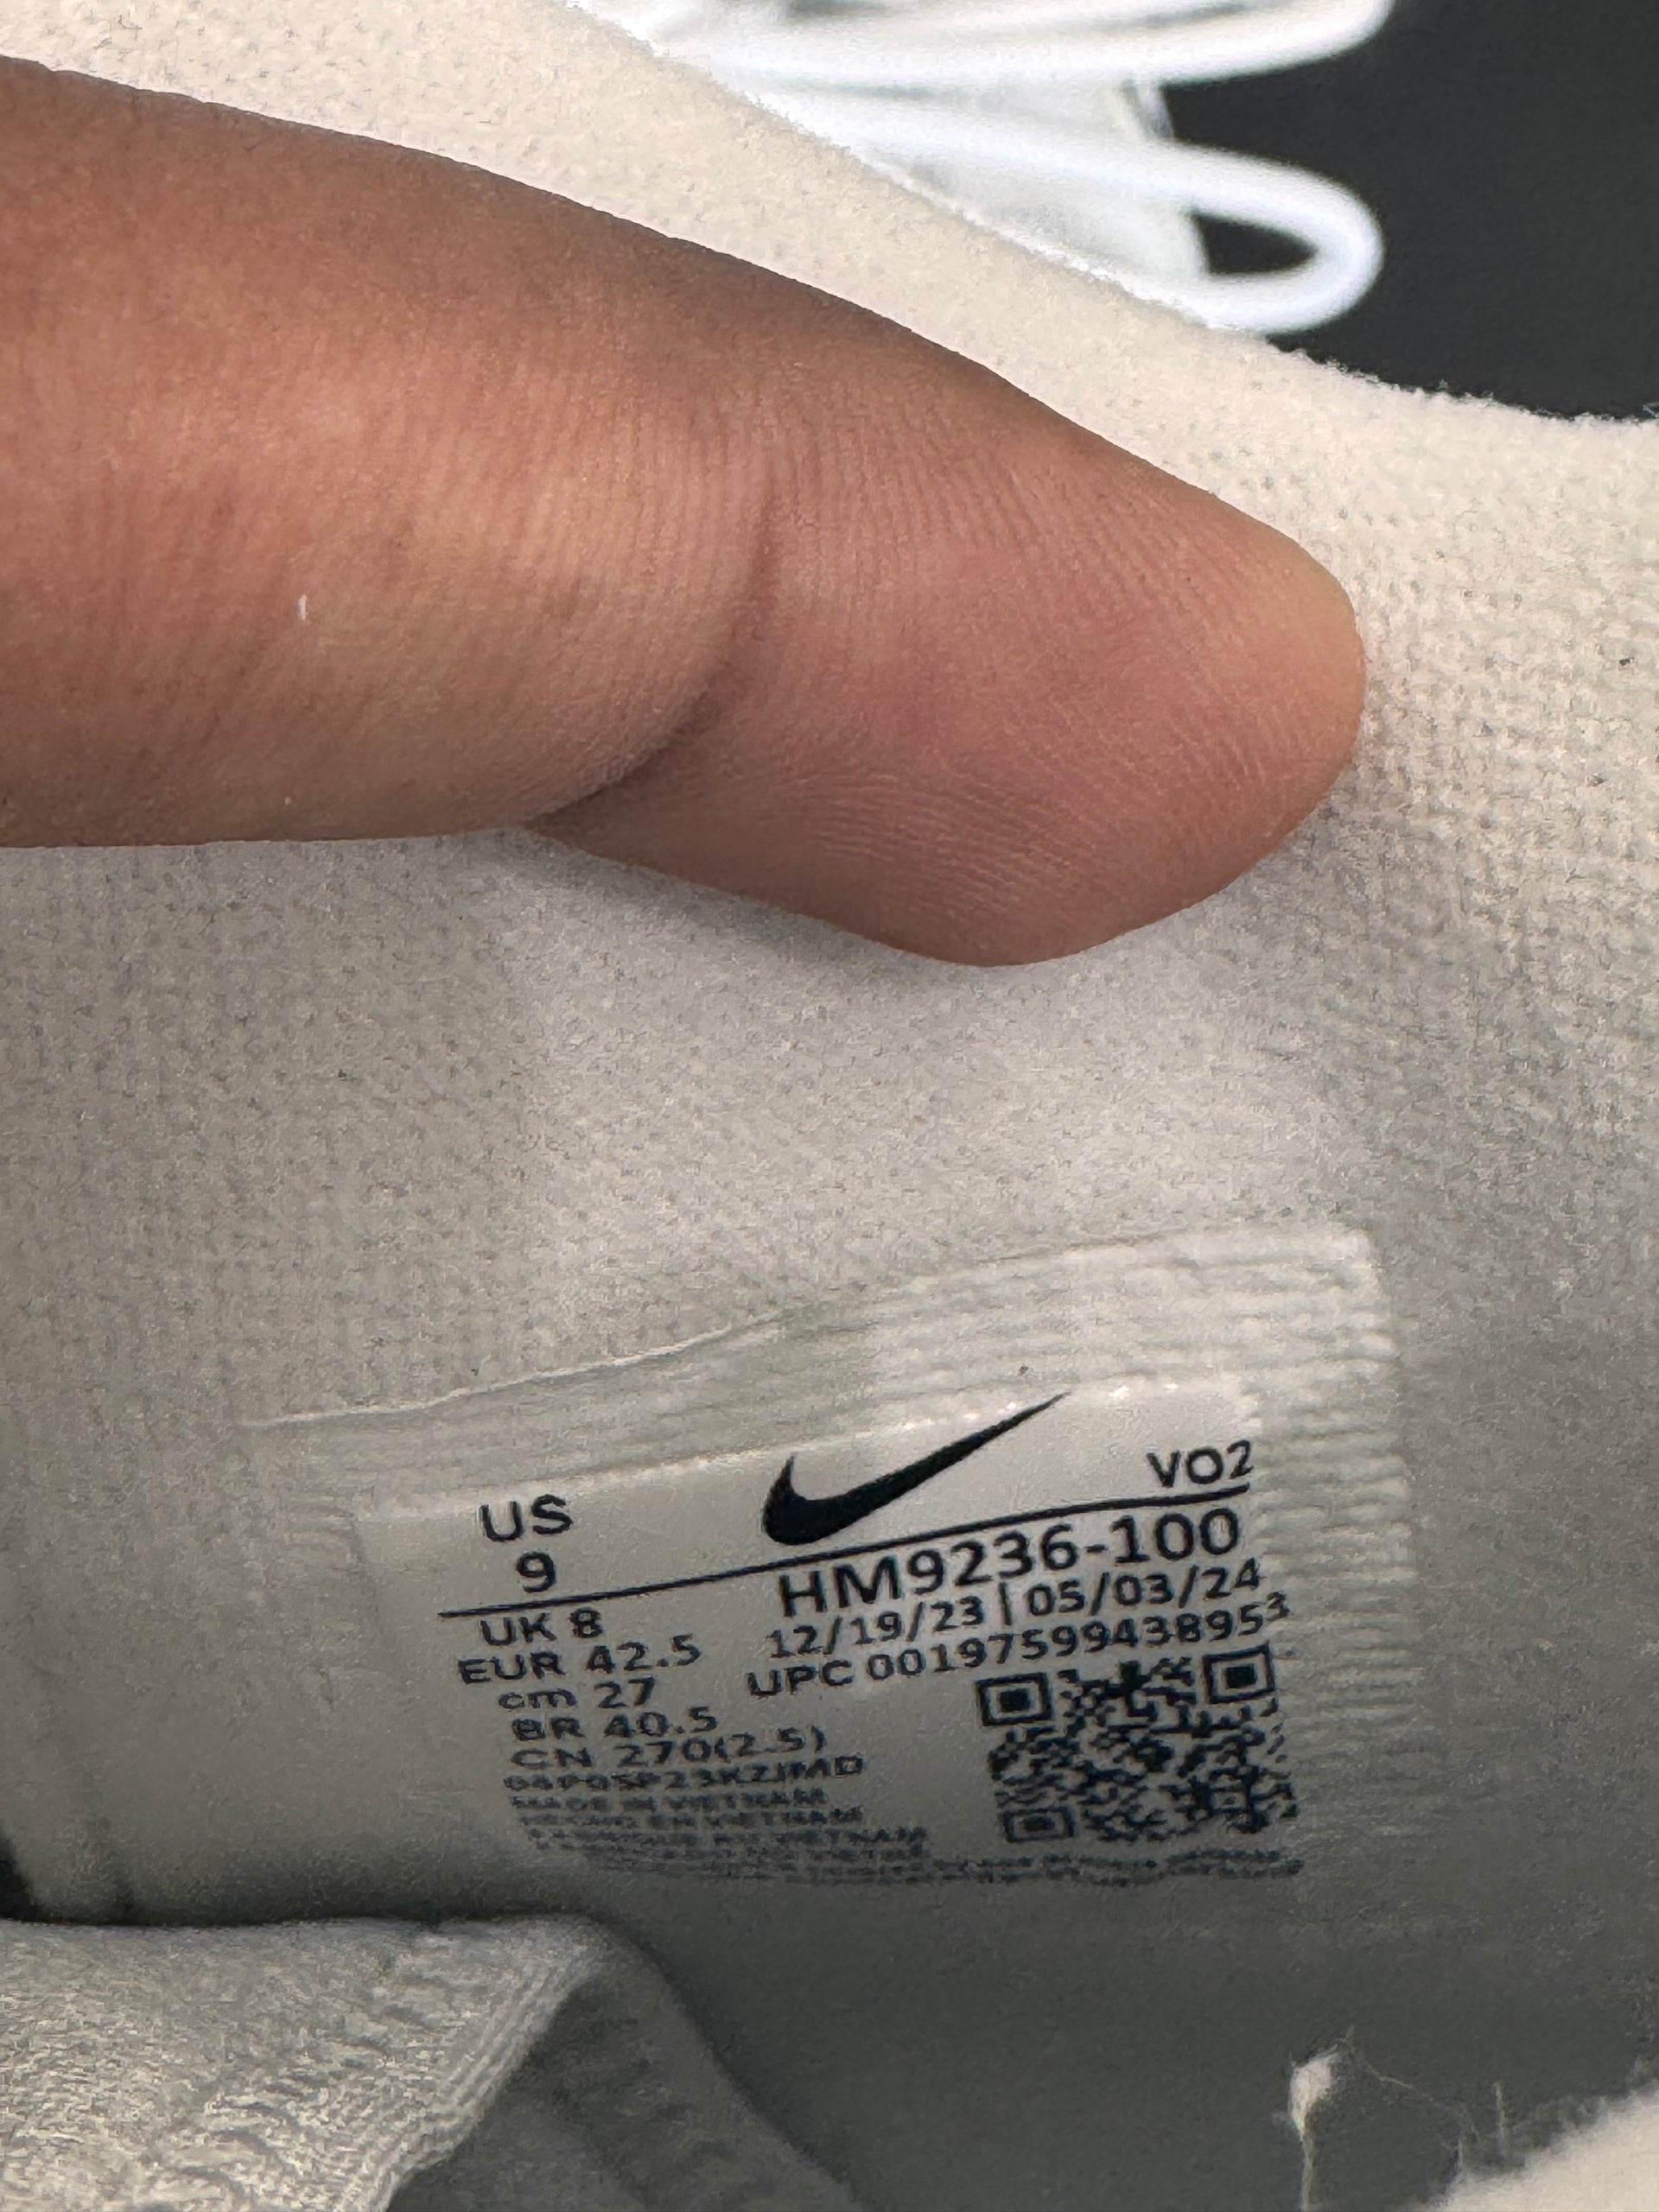 US
9
VO2
UK 8
EUR 42.5
cm 27
BR 40.5
CN 270(2.5)
MADE IN VIETNAM
HM9236-100
12/19/23 | 05/03/24
UPC 00197599438953